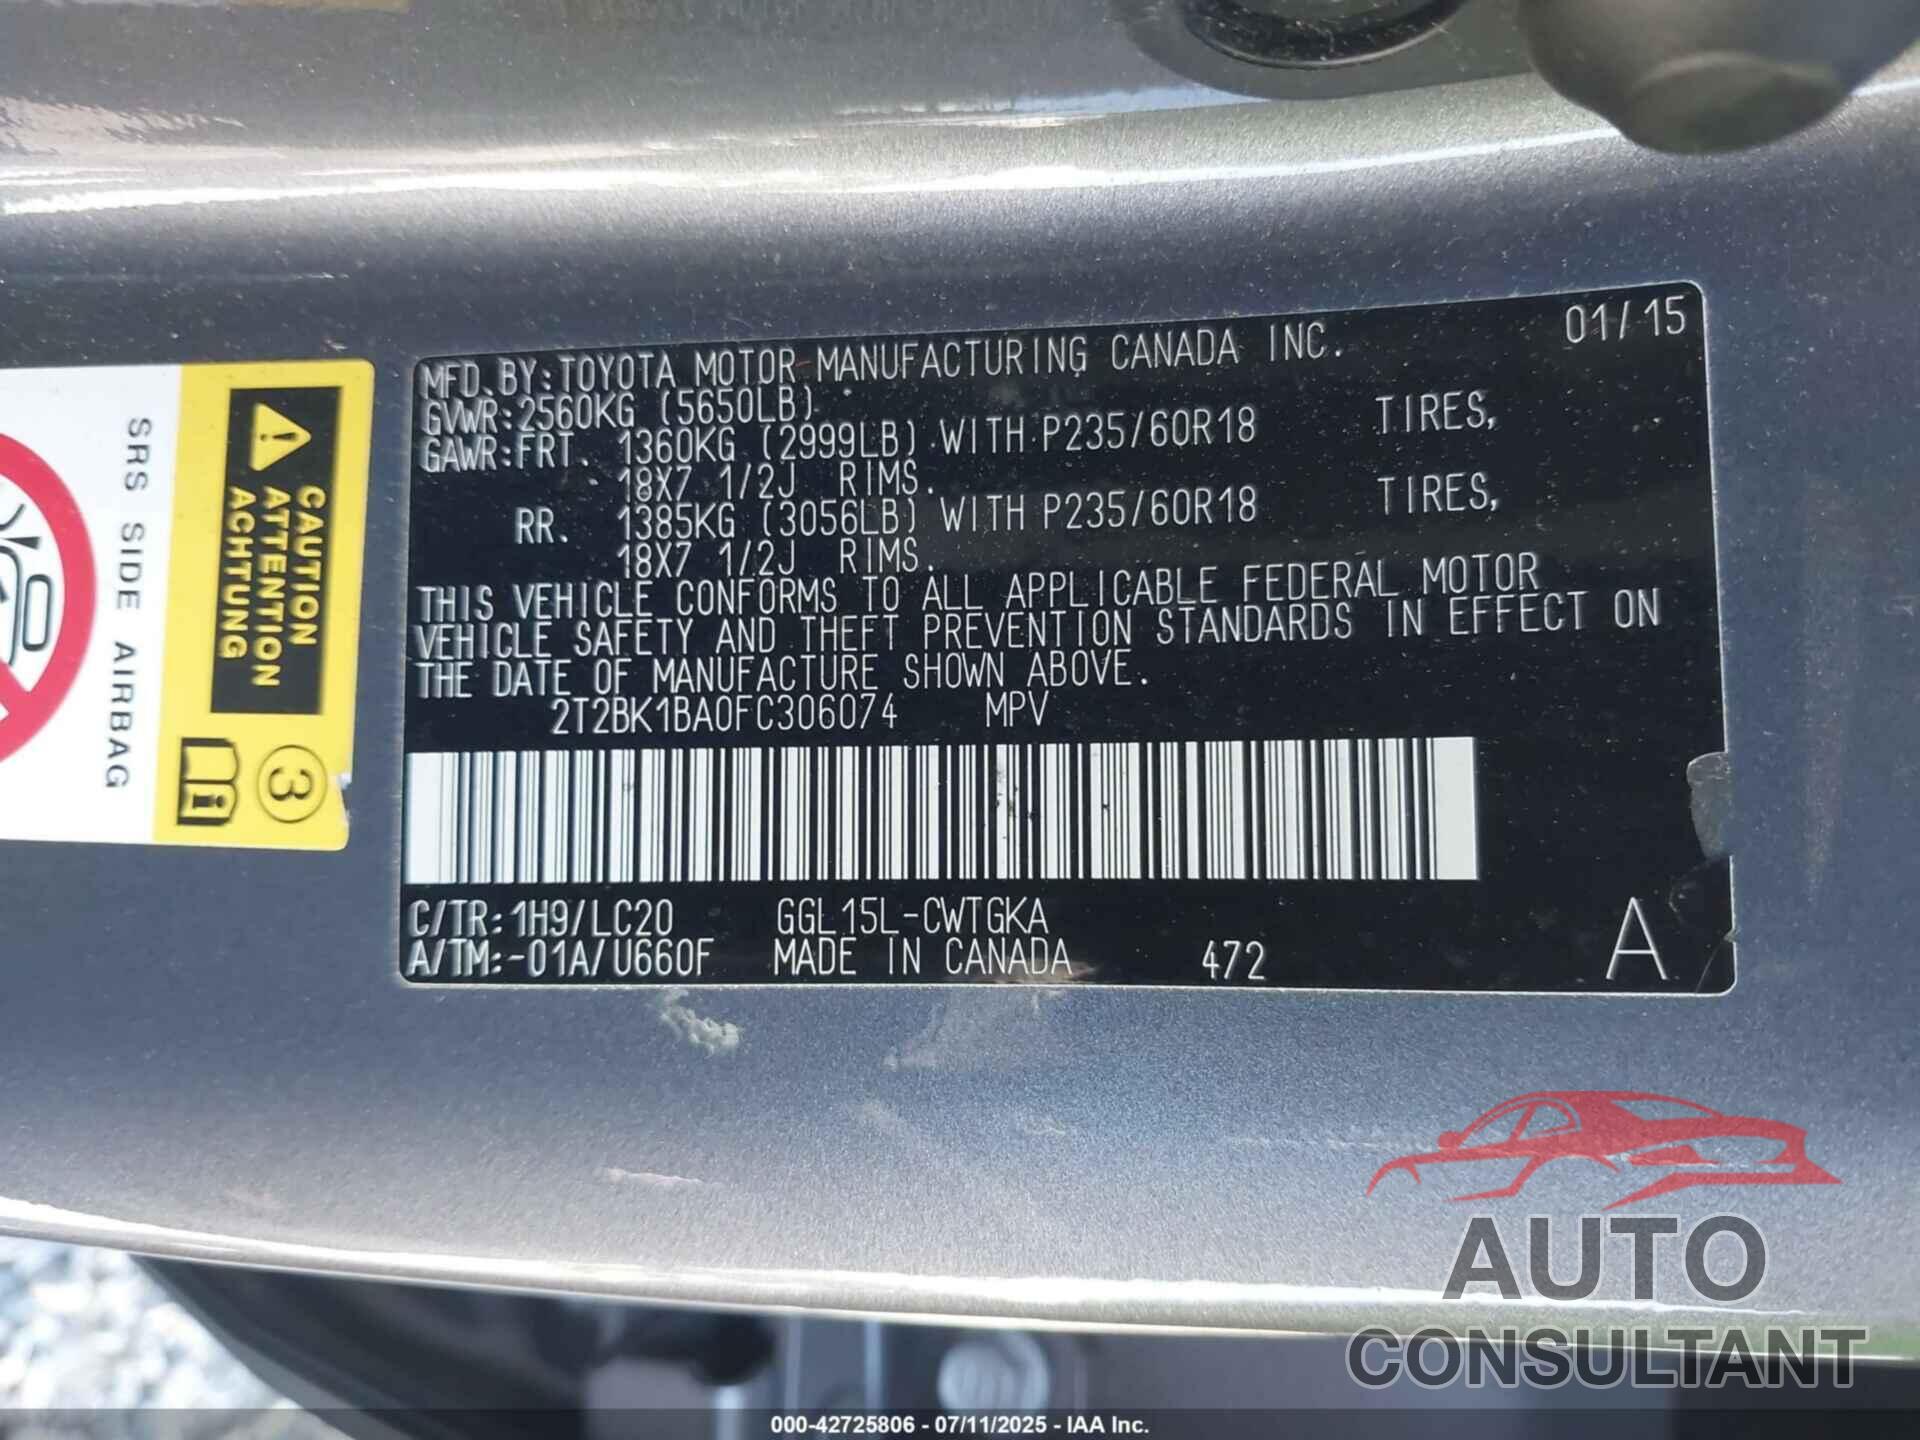 MFD. BY: TOYOTA MOTOR MANUFACTURING CANADA INC. 01/15
GVWR: 2560KG (5650LB)
GAWR: FRT. 1360KG (2999LB) WITH P235/60R18 TIRES,
18X7 1/2J RIMS.
RR. 1385KG (3056LB) WITH P235/60R18 TIRES,
18X7 1/2J RIMS.
THIS VEHICLE CONFORMS TO ALL APPLICABLE FEDERAL MOTOR
VEHICLE SAFETY AND THEFT PREVENTION STANDARDS IN EFFECT ON
THE DATE OF MANUFACTURE SHOWN ABOVE.
2T2BK1BA0FC306074 MPV
C/TR: 1H9/LC20 GGL15L-CWTGKA
A/TM: -01A/U660F MADE IN CANADA 472 A
CAUTION
ATTENTION
ACHTUNG
SRS SIDE AIRBAG
3
i
AUTO
CONSULTANT
000-42725806 - 07/11/2025 - IAA Inc.